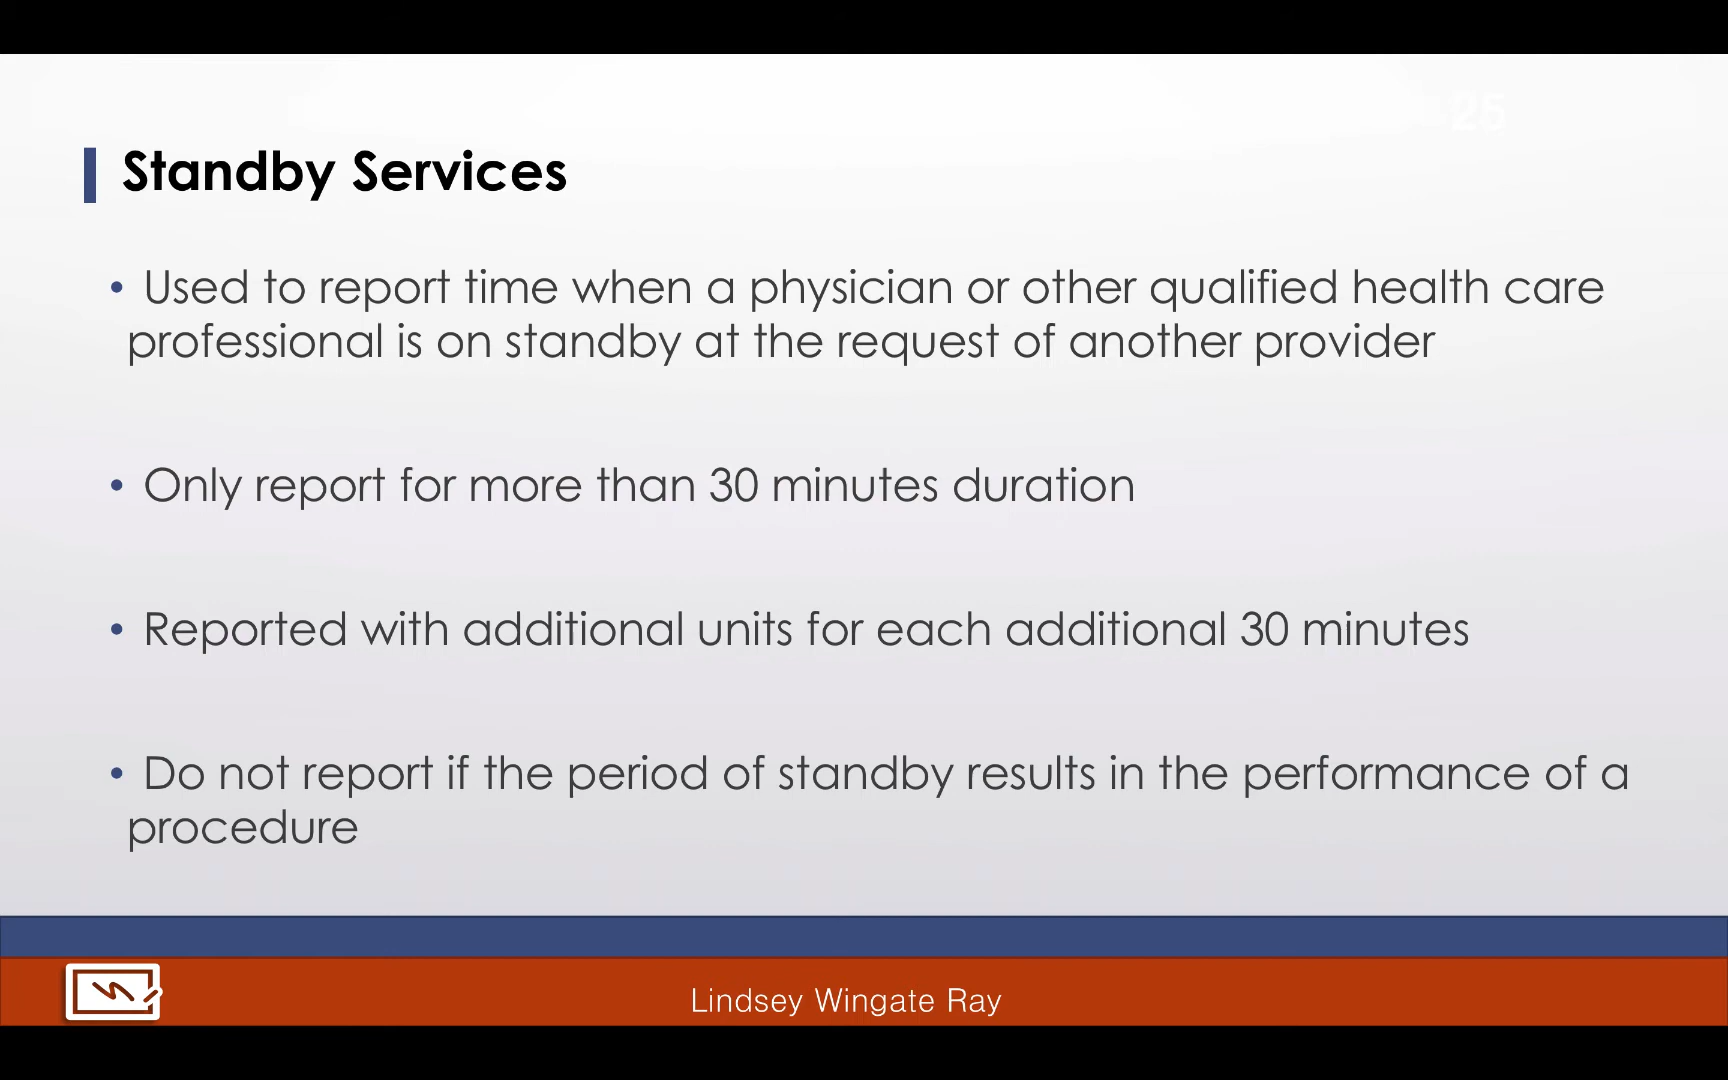 25
Standby Services
• Used to report time when a physician or other qualified health care
professional is on standby at the request of another provider
• Only report for more than 30 minutes duration
• Reported with additional units for each additional 30 minutes
• Do not report if the period of standby results in the performance of a
procedure
Lindsey Wingate Ray